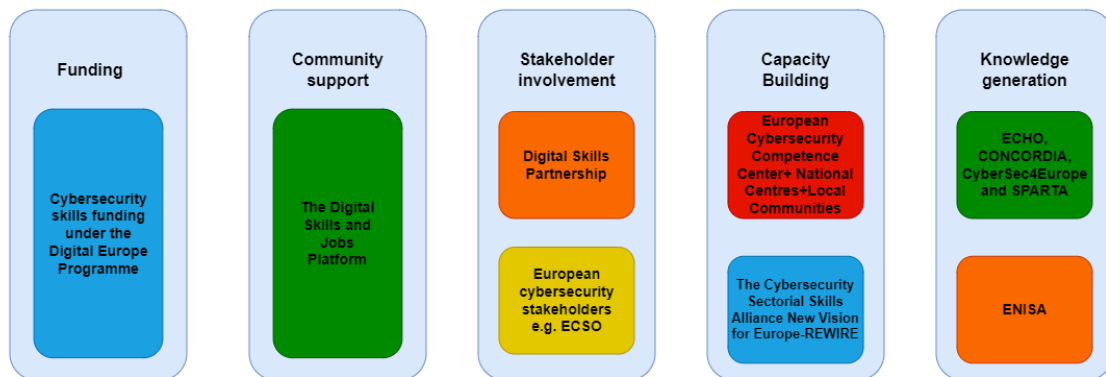 Funding
Cybersecurity
skills funding
under the
Digital Europe
Programme
Community
support
The Digital
Skills and
Jobs
Platform
Stakeholder
involvement
Digital Skills
Partnership
European
cybersecurity
stakeholders
e.g. ECSO
Capacity
Building
European
Cybersecurity
Competence
Center+ National
Centres+Local
Communities
The Cybersecurity
Sectorial Skills
Alliance New Vision
for Europe-REWIRE
Knowledge
generation
ECHO,
CONCORDIA,
CyberSec4Europe
and SPARTA
ENISA